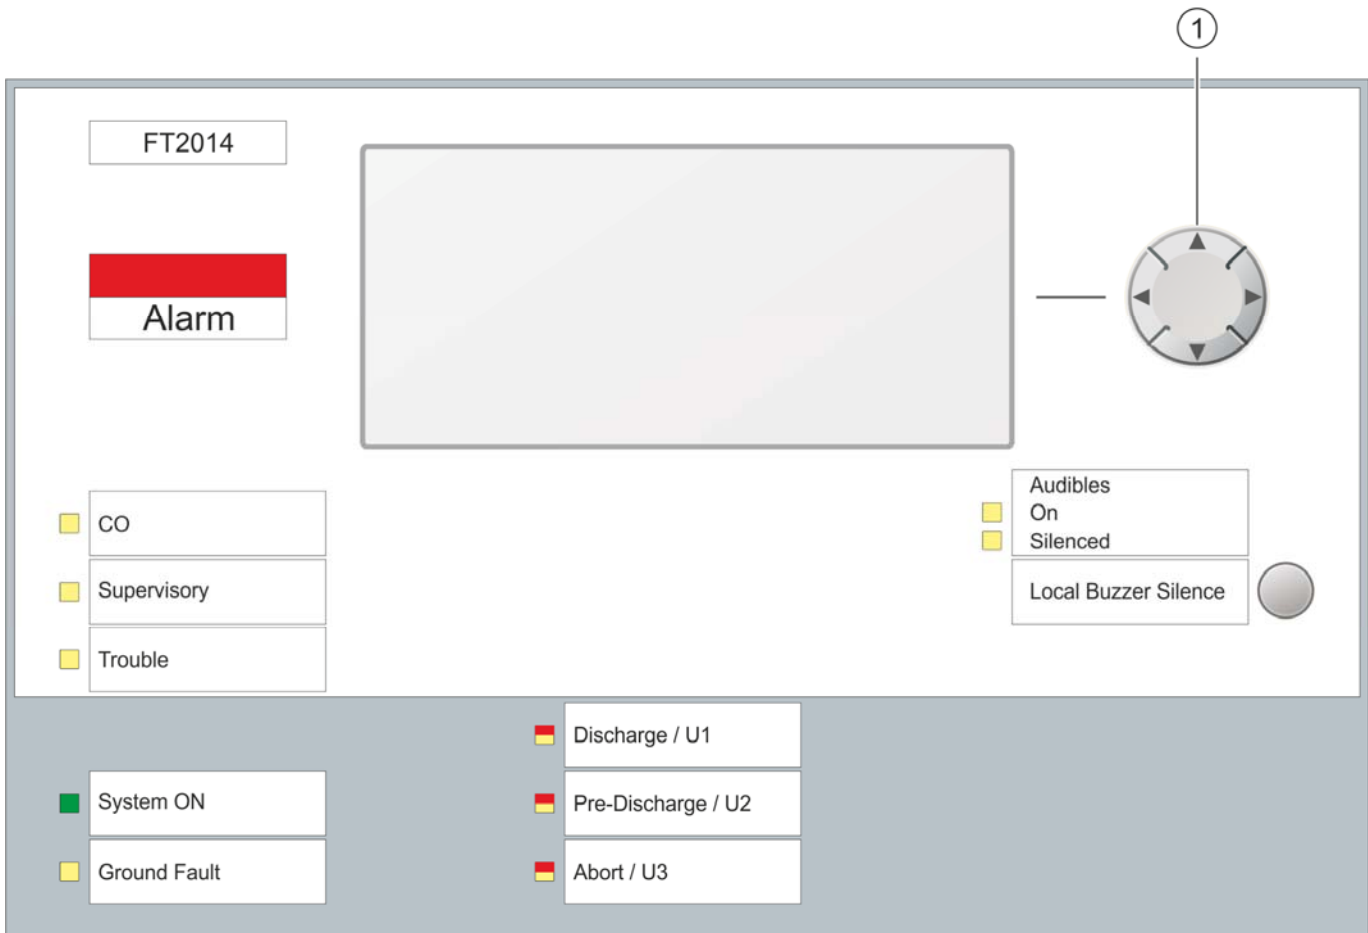 1
FT2014
Alarm
CO
Supervisory
Trouble
Audibles
On
Silenced
Local Buzzer Silence
System ON
Ground Fault
Discharge / U1
Pre-Discharge / U2
Abort / U3